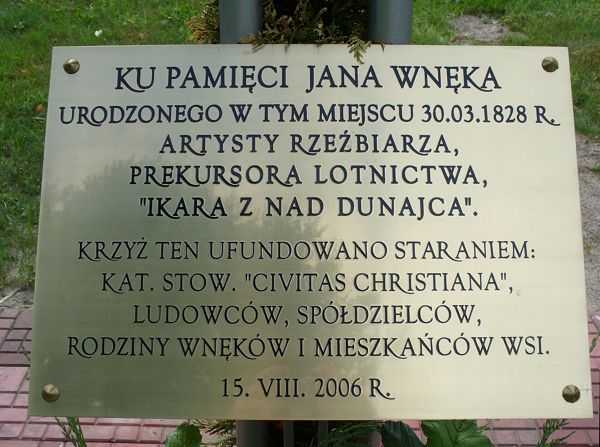 KU PAMIĘCI JANA WNĘKA
URODZONEGO W TYM MIEJSCU 30.03.1828 R.
ARTYSTY RZEŹBIARZA,
PREKURSORA LOTNICTWA,
"IKARA Z NAD DUNAJCA".
KRZYŻ TEN UFUNDOWANO STARANIEM:
KAT. STOW. "CIVITAS CHRISTIANA",
LUDOWCÓW, SPÓŁDZIELCÓW,
RODZINY WNĘKÓW I MIESZKAŃCÓW WSI.
15. VIII. 2006 R.